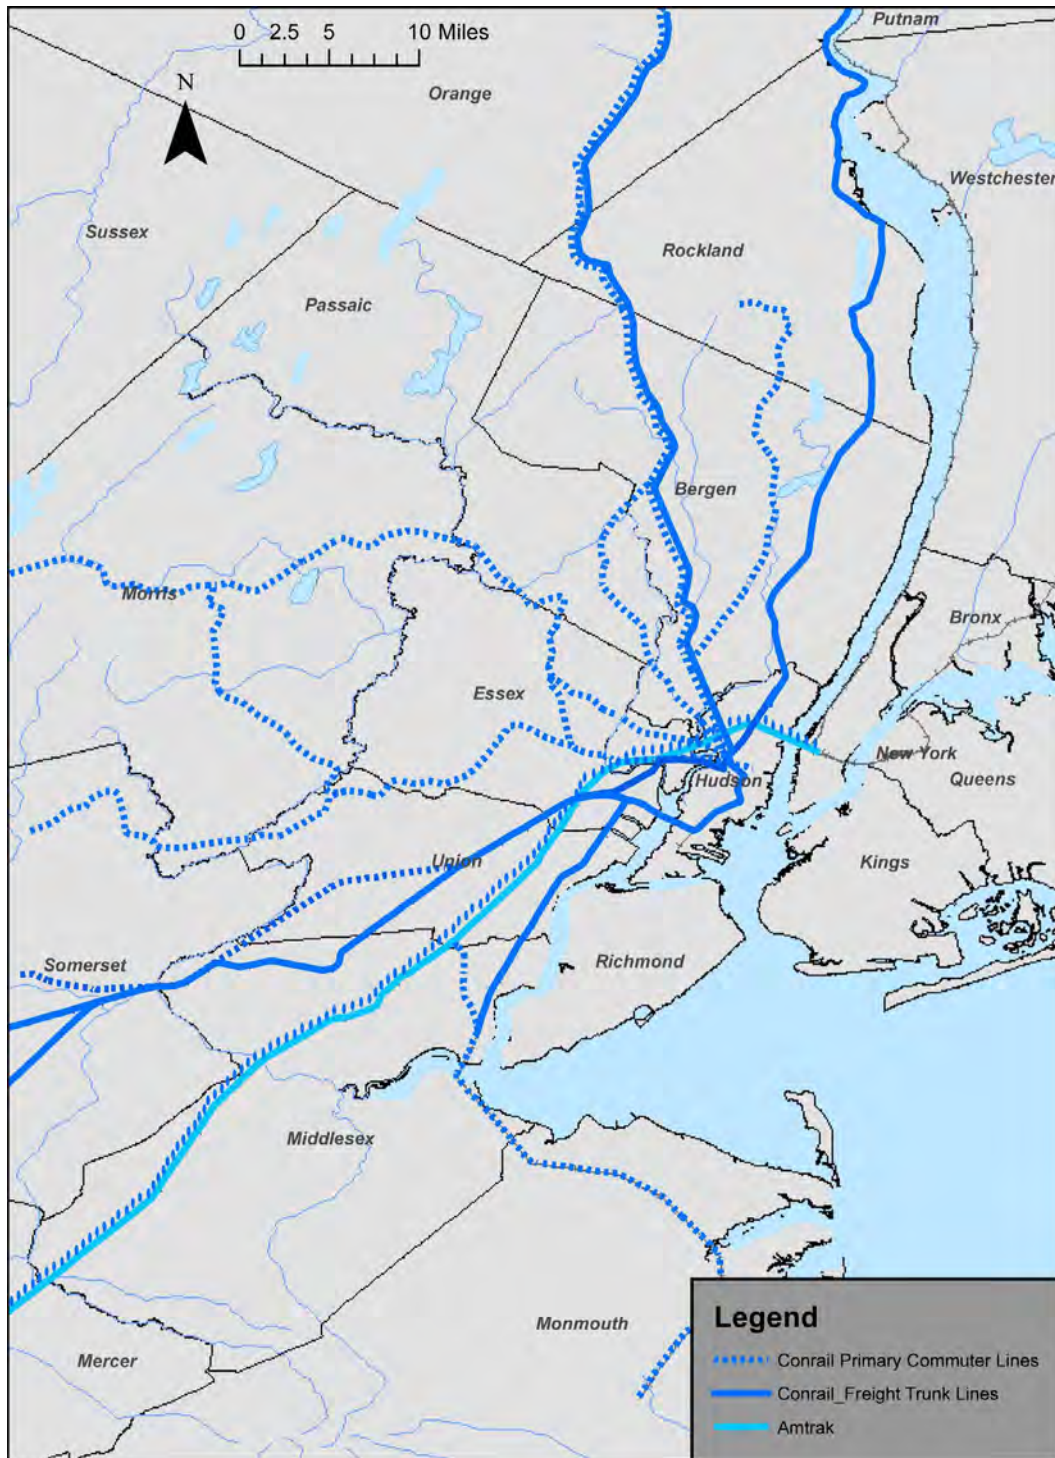 Putnam
0 2.5 5 10 Miles
N
Orange
Westchester
Sussex
Rockland
Passaic
Bergen
Morris
Bronx
Essex
New York
Hudson
Queens
Union
Kings
Somerset
Richmond
Middlesex
Monmouth
Mercer
Legend
Conrail Primary Commuter Lines
Conrail_Freight Trunk Lines
Amtrak